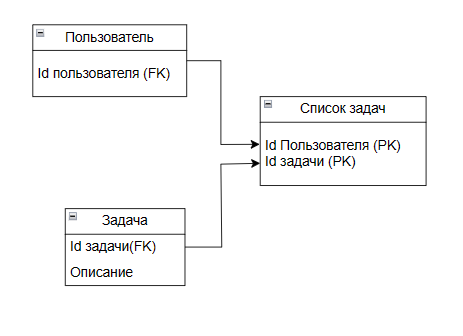 Пользователь
Id пользователя (FK)
Список задач
Id Пользователя (PK)
Id задачи (PK)
Задача
Id задачи(FK)
Описание